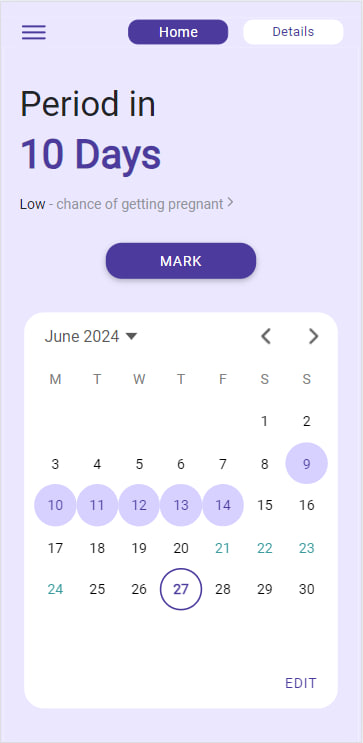 Home Details
Period in
10 Days
Low - chance of getting pregnant
MARK
June 2024
M T W T F S S
1 2
3 4 5 6 7 8 9
10 11 12 13 14 15 16
17 18 19 20 21 22 23
24 25 26 27 28 29 30
EDIT